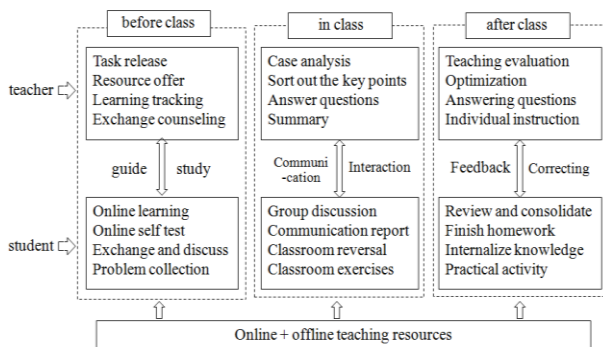 before class
in class
after class
teacher
Task release
Resource offer
Learning tracking
Exchange counseling
Case analysis
Sort out the key points
Answer questions
Summary
Teaching evaluation
Optimization
Answering questions
Individual instruction
guide
study
Communi
-cation
Interaction
Feedback
Correcting
student
Online learning
Online self test
Exchange and discuss
Problem collection
Group discussion
Communication report
Classroom reversal
Classroom exercises
Review and consolidate
Finish homework
Internalize knowledge
Practical activity
Online + offline teaching resources